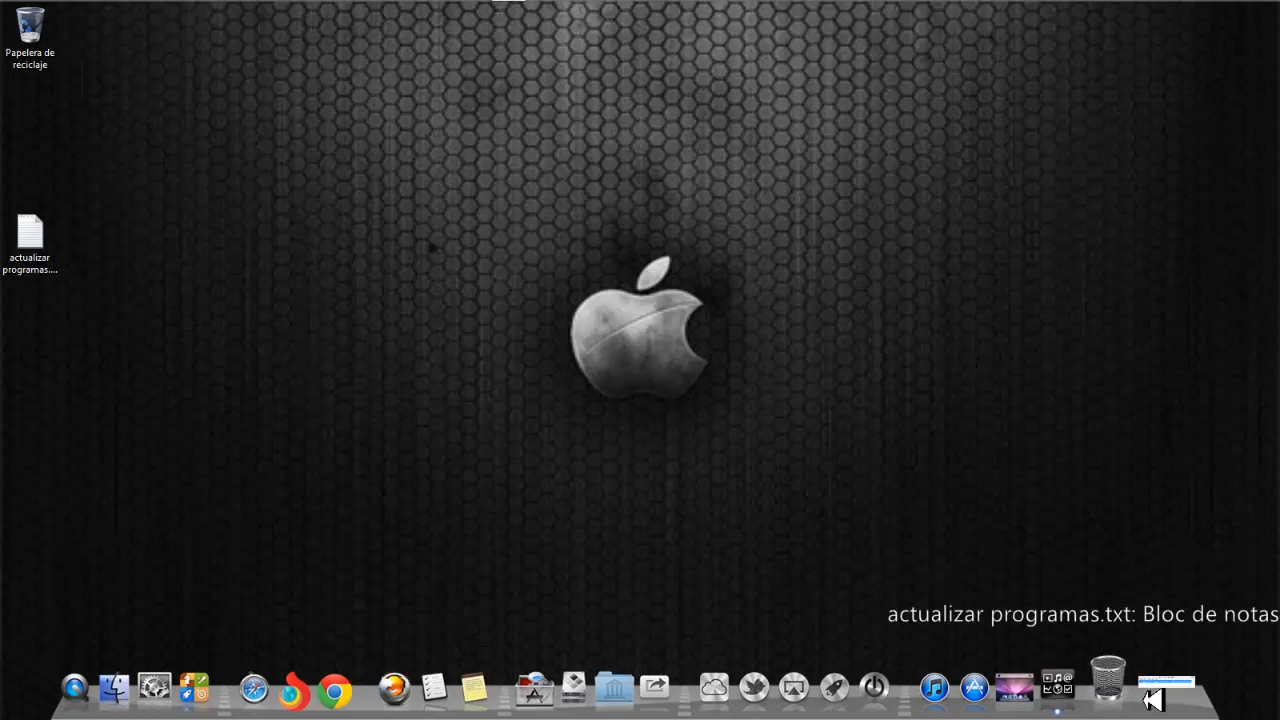 Papelera de
reciclaje
actualizar
programas....
actualizar programas.txt: Bloc de notas